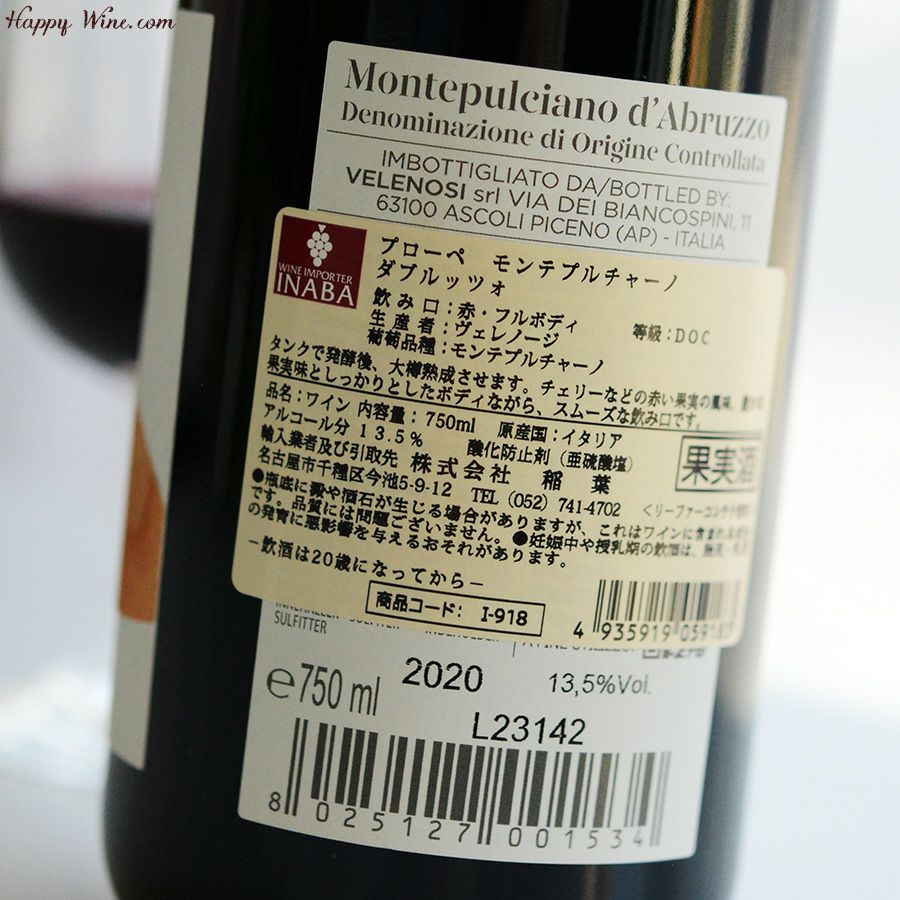 Happy Wine.com
Montepulciano d'Abruzzo
Denominazione di Origine Controllata
IMBOTTIGLIATO DA/BOTTLED BY:
VELENOSI srl VIA DEI BIANCOSPINI, 11
63100 ASCOLI PICENO (AP) - ITALIA
WINE IMPORTER
INABA
プローペ モンテプルチャーノ
ダブルッツォ
飲み口:赤・フルボディ
生産者:ヴェレノージ 等級:DOC
葡萄品種:モンテプルチャーノ
タンクで発酵後、大樽熟成させます。チェリーなどの赤い果実の風味、
果実味としっかりとしたボディながら、スムーズな飲み口です。
品名:ワイン 内容量:750ml 原産国:イタリア
アルコール分 13.5% 酸化防止剤(亜硫酸塩)
果実酒
輸入業者及び引取先 株式会社 稲葉
名古屋市千種区今池5-9-12 TEL(052)741-4702
<リーファーコンテナ
●瓶底に澱や酒石が生じる場合がありますが、これはワインに含まれる
です。品質には問題ございません。●妊娠中や授乳期の飲酒は、胎児・
の発育に悪影響を与えるおそれがあります。
－飲酒は20歳になってから－
商品コード: I-918
4 935919 05918
SULFITTER
e 750 ml 2020 13,5%Vol.
L23142
8 025127 001534